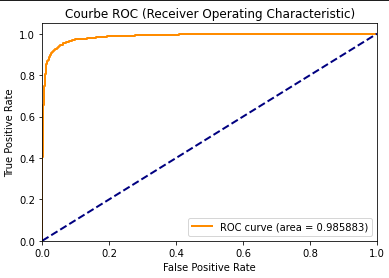 Courbe ROC (Receiver Operating Characteristic)
1.0
0.8
0.6
0.4
0.2
0.0
True Positive Rate
ROC curve (area = 0.985883)
0.0 0.2 0.4 0.6 0.8 1.0
False Positive Rate